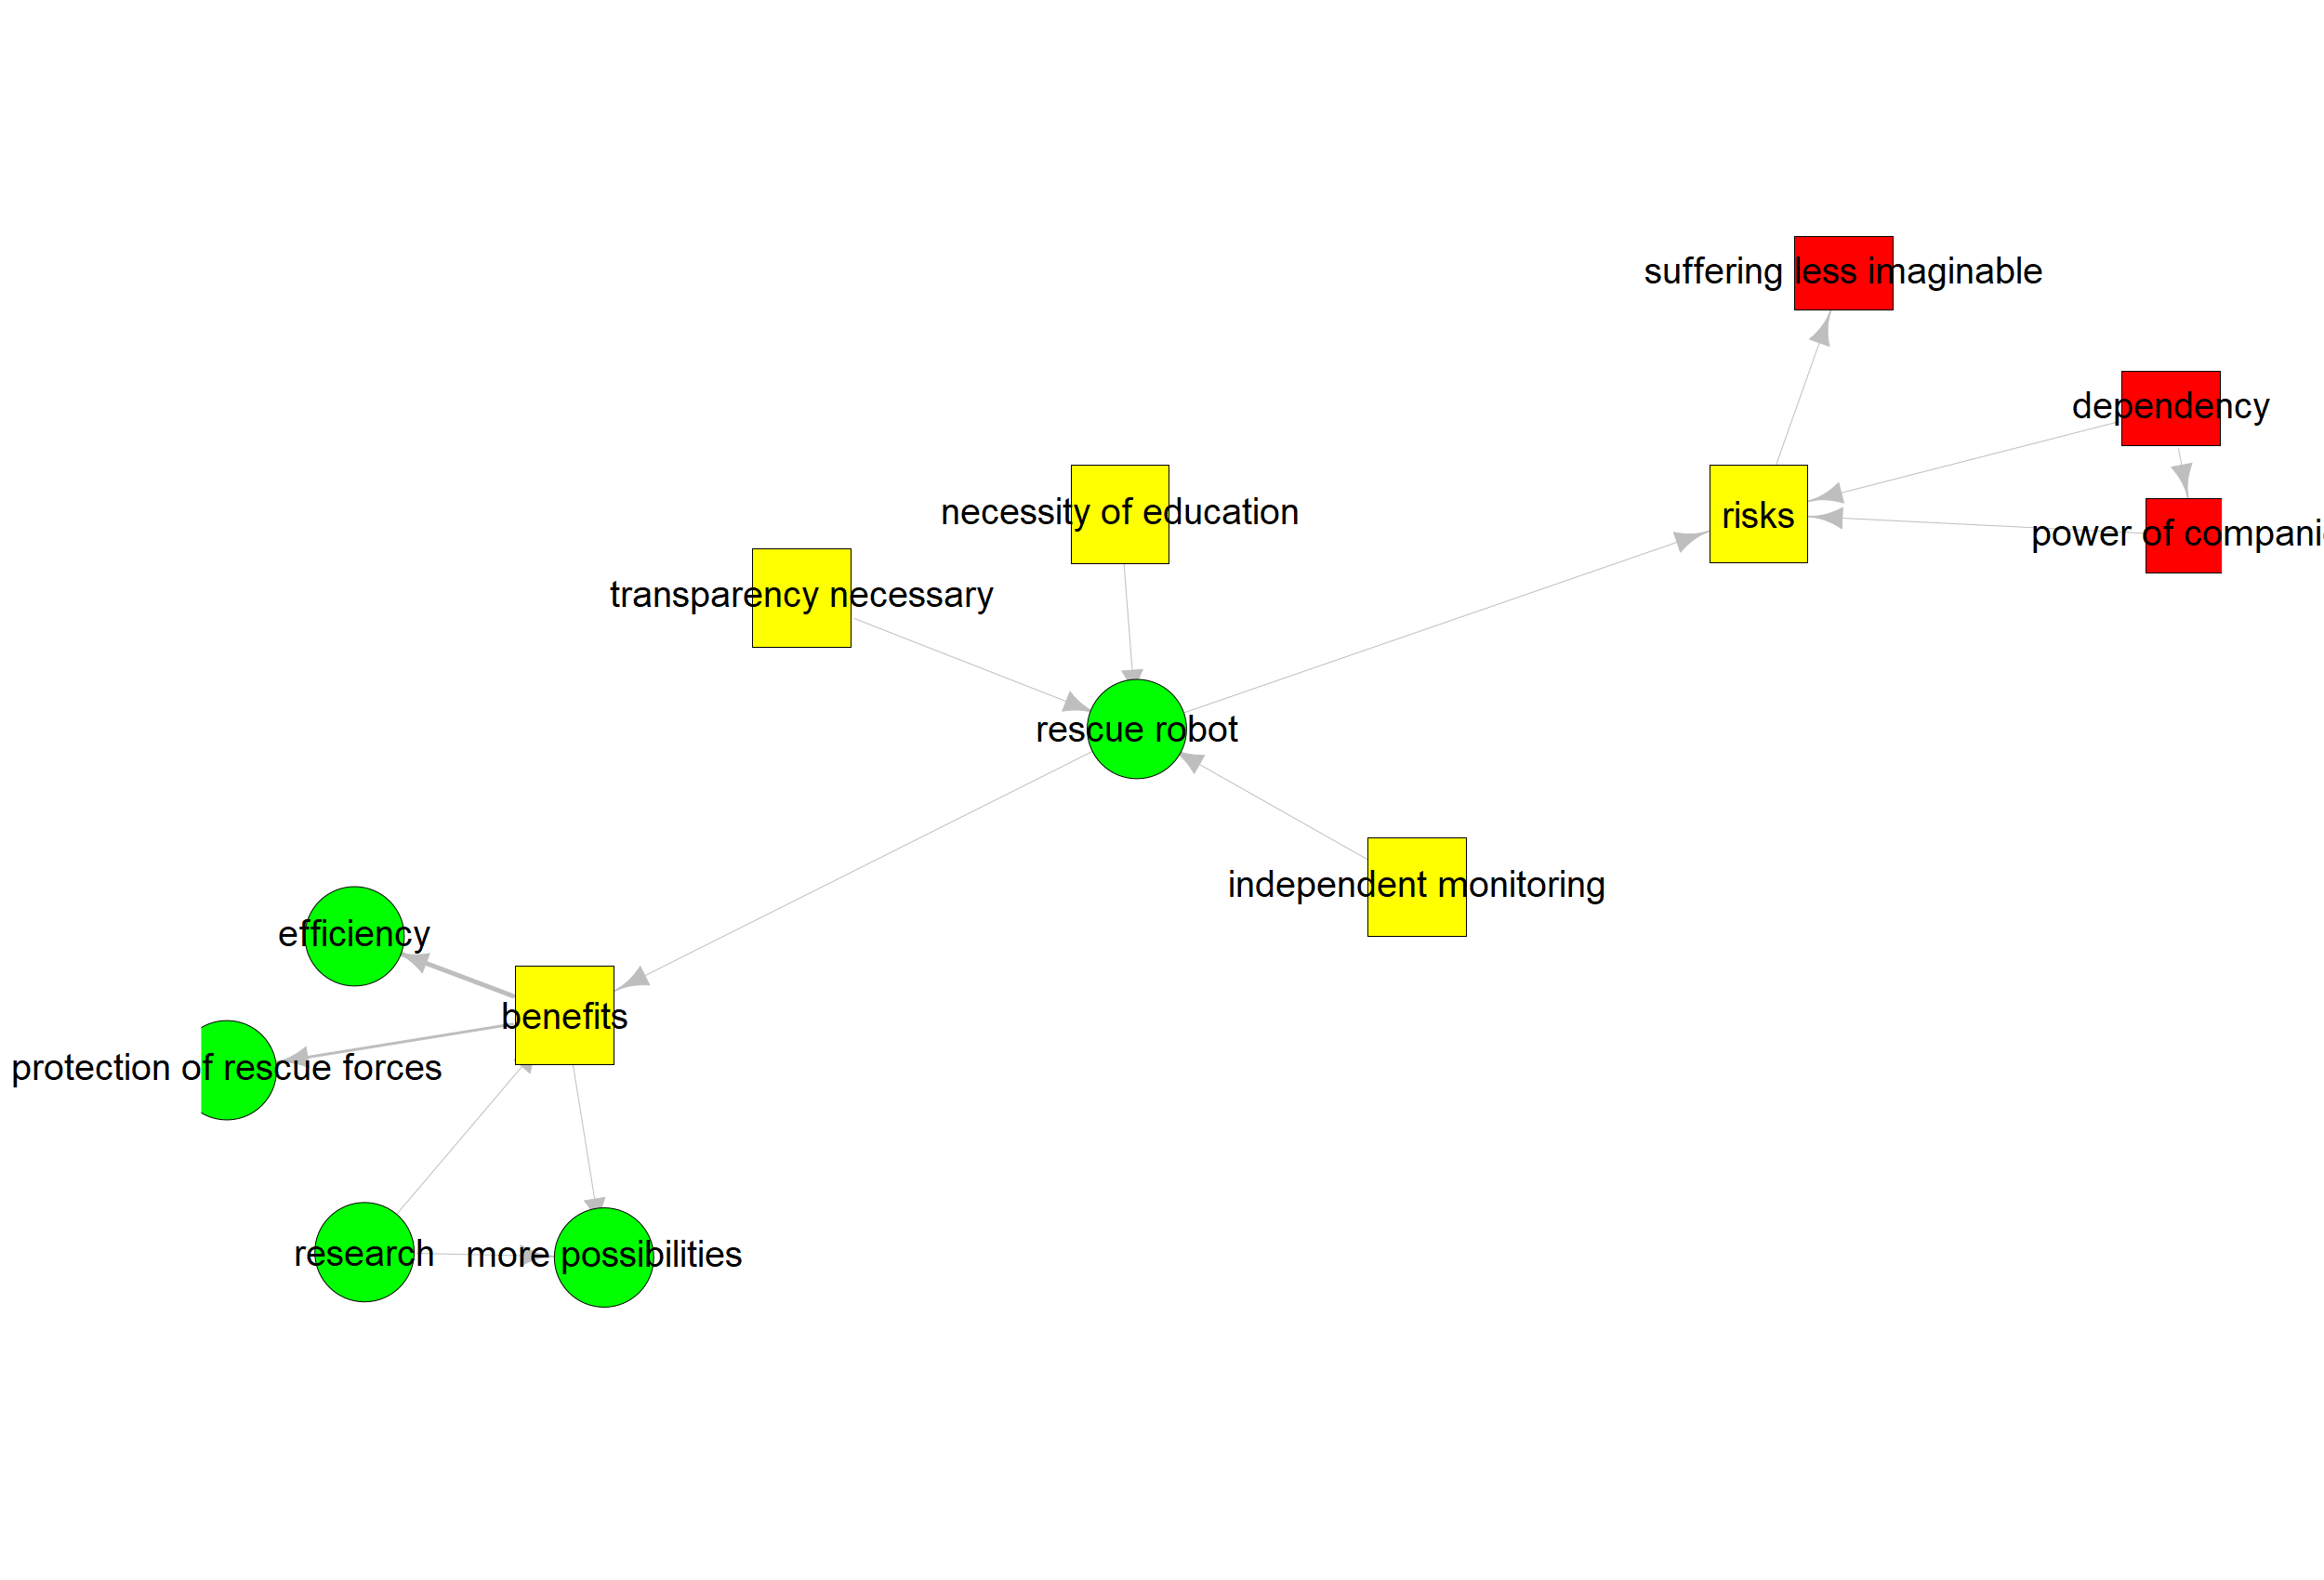 suffering less imaginable
dependency
necessity of education
risks
power of compani
transparency necessary
rescue robot
independent monitoring
efficiency
benefits
protection of rescue forces
research
more possibilities